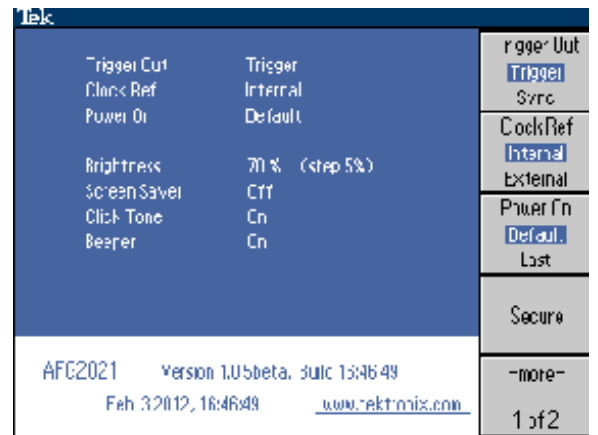 Tek
Trigger Out Trigger
Clock Ref Internal
Power On Default
Brightness 70 % (step 5%)
Screen Saver Off
Click Tone On
Beeper On
AFG2021 Version 1.0.5beta, Build 16:46:49
Feb 3 2012, 16:46:49 www.tektronix.com
Trigger Out
Trigger
Sync
Clock Ref
Internal
External
Power On
Default
Last
Secure
-more-
1 of 2